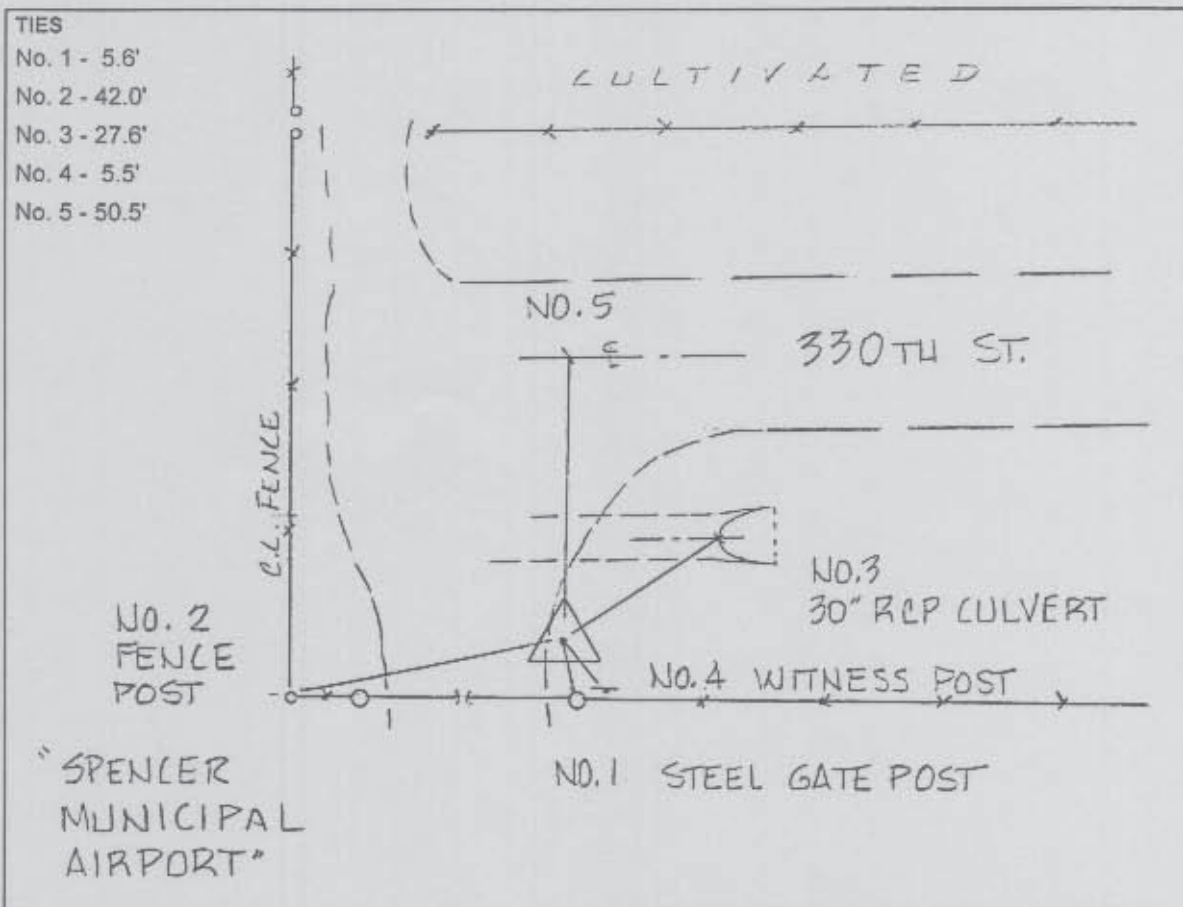 TIES
No. 1 - 5.6'
No. 2 - 42.0'
No. 3 - 27.6'
No. 4 - 5.5'
No. 5 - 50.5'
CULTIVATED
NO. 5
℄
330TH ST.
C.L. FENCE
NO. 3
30" RCP CULVERT
NO. 2
FENCE
POST
NO. 4 WITNESS POST
NO. 1 STEEL GATE POST
"SPENCER
MUNICIPAL
AIRPORT"